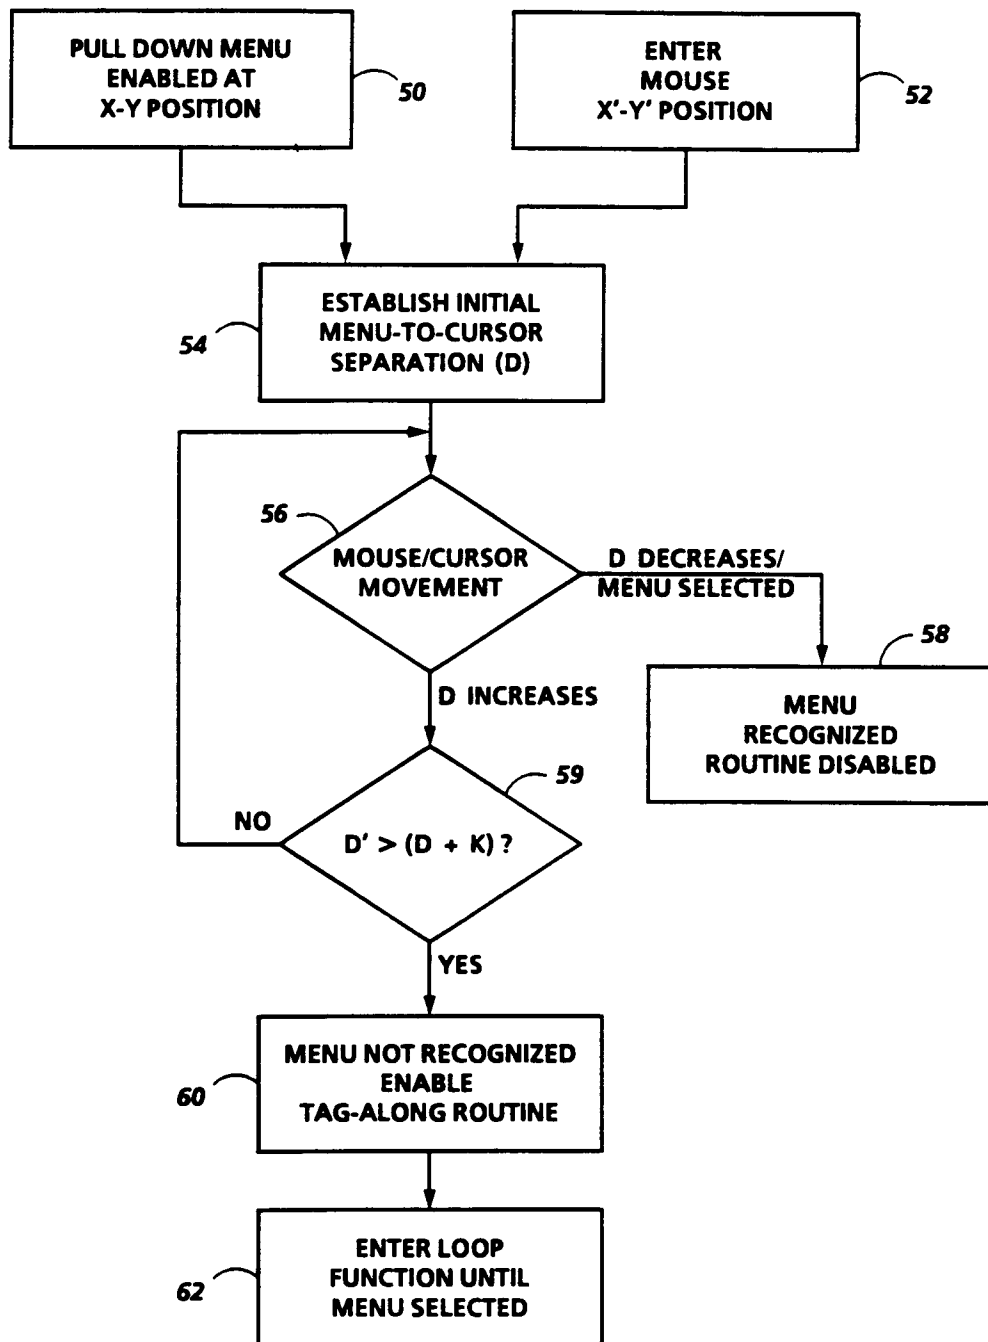 PULL DOWN MENU
ENABLED AT
X-Y POSITION
50
ENTER
MOUSE
X'-Y' POSITION
52
ESTABLISH INITIAL
MENU-TO-CURSOR
SEPARATION (D)
54
56
MOUSE/CURSOR
MOVEMENT
D DECREASES/
MENU SELECTED
58
MENU
RECOGNIZED
ROUTINE DISABLED
D INCREASES
59
NO
D' > (D + K) ?
YES
MENU NOT RECOGNIZED
ENABLE
TAG-ALONG ROUTINE
60
ENTER LOOP
FUNCTION UNTIL
MENU SELECTED
62